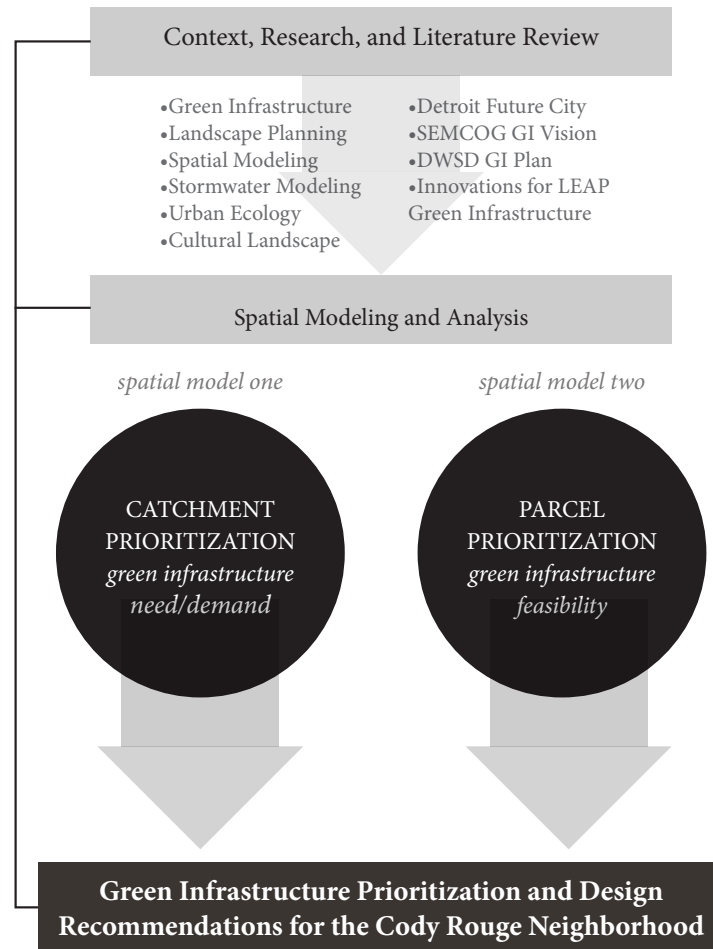 Context, Research, and Literature Review
•Green Infrastructure
•Landscape Planning
•Spatial Modeling
•Stormwater Modeling
•Urban Ecology
•Cultural Landscape
•Detroit Future City
•SEMCOG GI Vision
•DWSD GI Plan
•Innovations for LEAP
Green Infrastructure
Spatial Modeling and Analysis
spatial model one
CATCHMENT
PRIORITIZATION
green infrastructure
need/demand
spatial model two
PARCEL
PRIORITIZATION
green infrastructure
feasibility
Green Infrastructure Prioritization and Design
Recommendations for the Cody Rouge Neighborhood